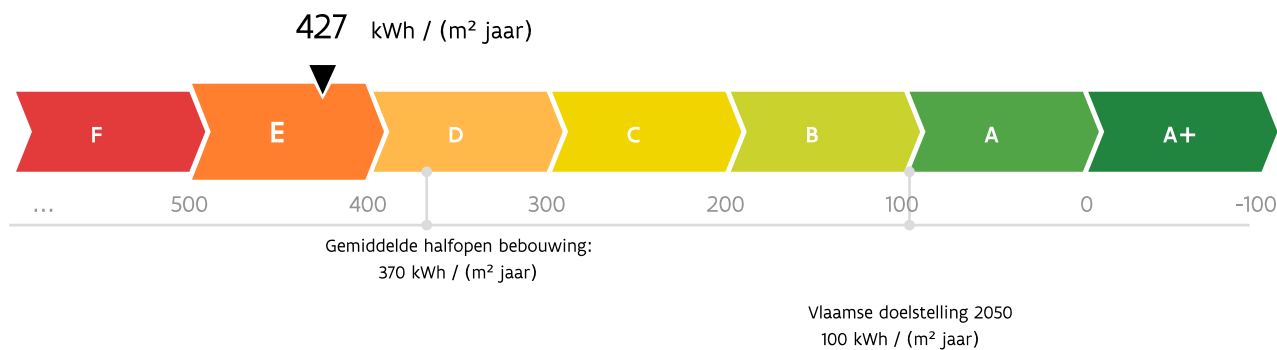 427 kWh / (m² jaar)
F E D C B A A+
... 500 400 300 200 100 0 -100
Gemiddelde halfopen bebouwing:
370 kWh / (m² jaar)
Vlaamse doelstelling 2050
100 kWh / (m² jaar)